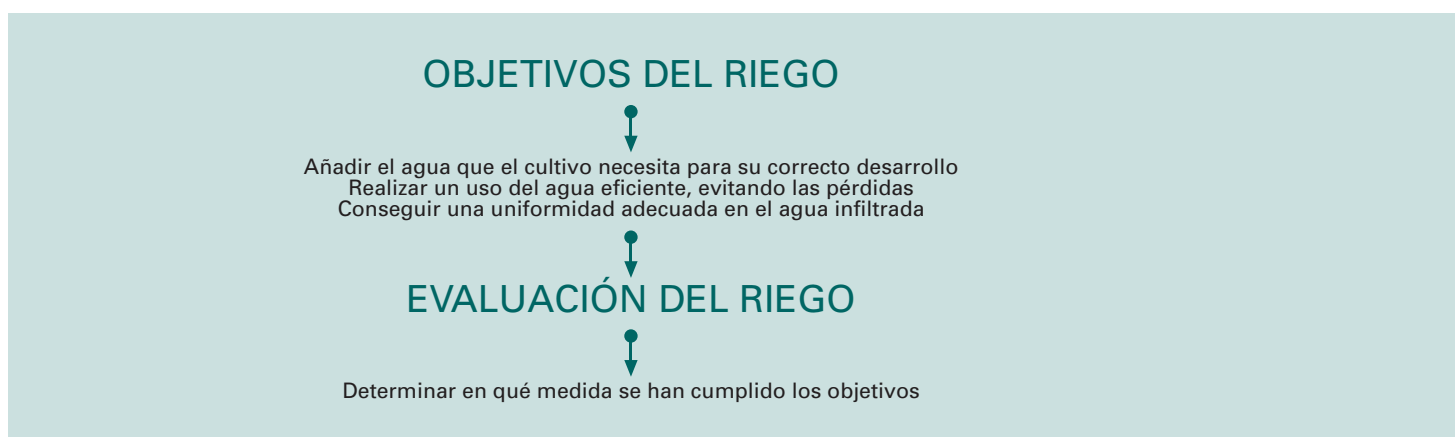 OBJETIVOS DEL RIEGO
Añadir el agua que el cultivo necesita para su correcto desarrollo
Realizar un uso del agua eficiente, evitando las pérdidas
Conseguir una uniformidad adecuada en el agua infiltrada
EVALUACIÓN DEL RIEGO
Determinar en qué medida se han cumplido los objetivos